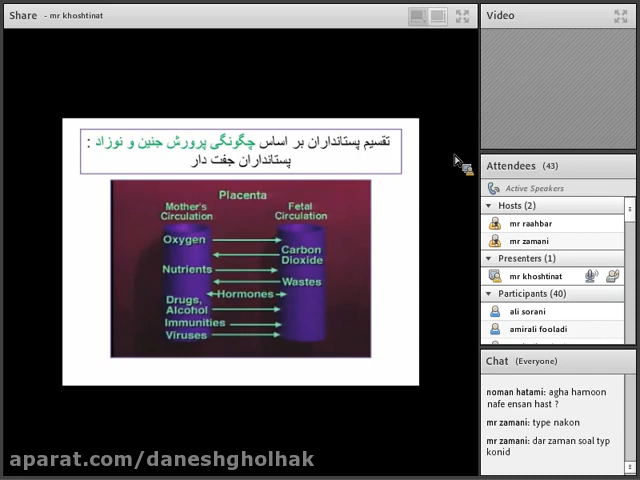 Share - mr khoshtinat
تقسیم پستانداران بر اساس چگونگی پرورش جنین و نوزاد :
پستانداران جفت دار
Placenta
Mother's Circulation
Fetal Circulation
Oxygen
Carbon Dioxide
Nutrients
Wastes
Hormones
Drugs, Alcohol
Immunities
Viruses
Video
Attendees (43)
Active Speakers
Hosts (2)
mr raahbar
mr zamani
Presenters (1)
mr khoshtinat
Participants (40)
ali sorani
amirali fooladi
Chat (Everyone)
noman hatami: agha hamoon
nafe ensan hast ?
mr zamani: type nakon
mr zamani: dar zaman soal typ
konid
aparat.com/daneshgholhak